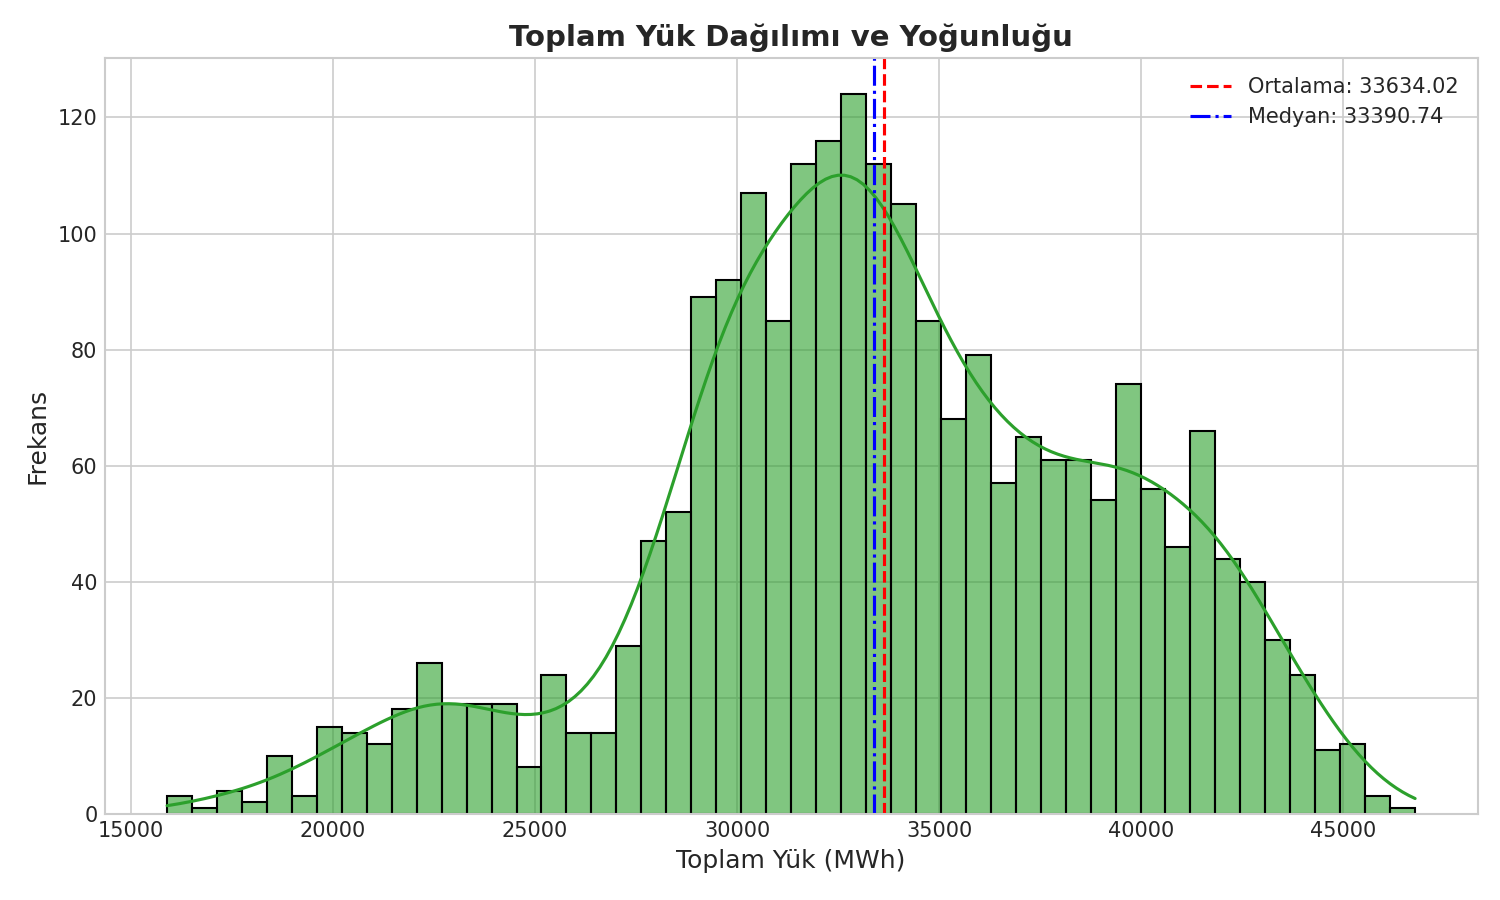 Toplam Yük Dağılımı ve Yoğunluğu
Ortalama: 33634.02
Medyan: 33390.74
Frekans
120
100
80
60
40
20
0
15000 20000 25000 30000 35000 40000 45000
Toplam Yük (MWh)